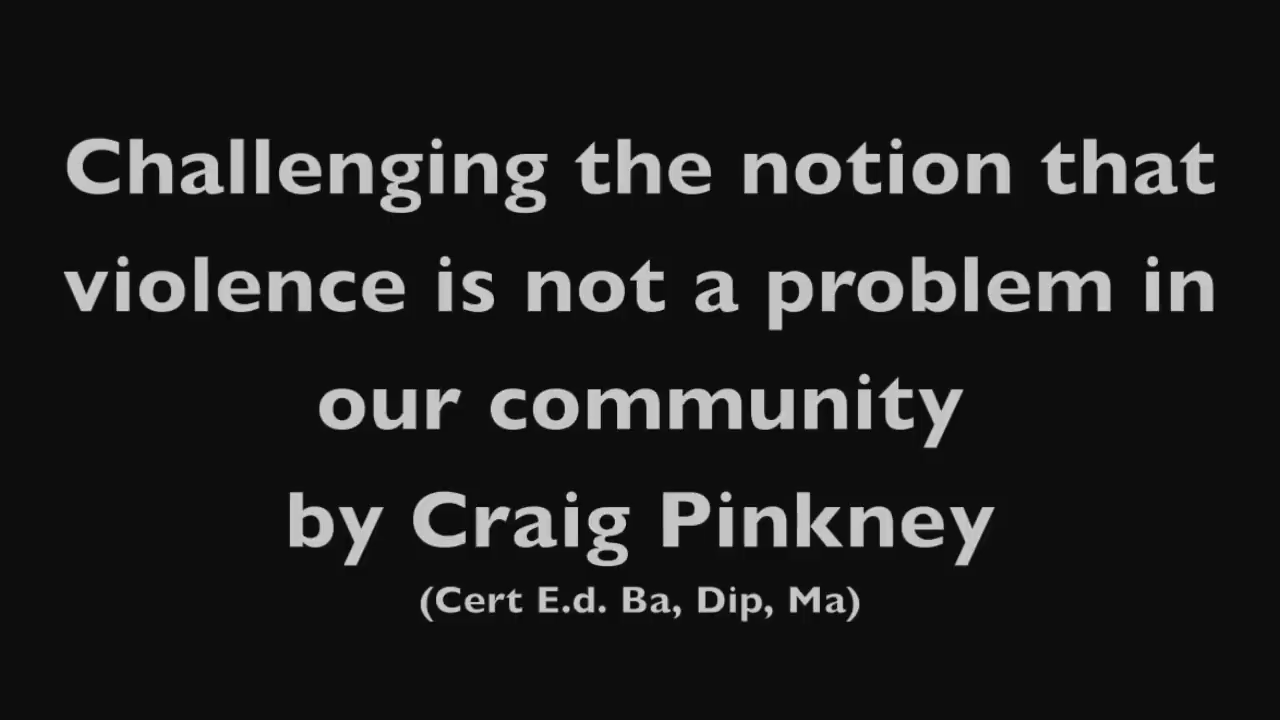 Challenging the notion that
violence is not a problem in
our community
by Craig Pinkney
(Cert E.d. Ba, Dip, Ma)